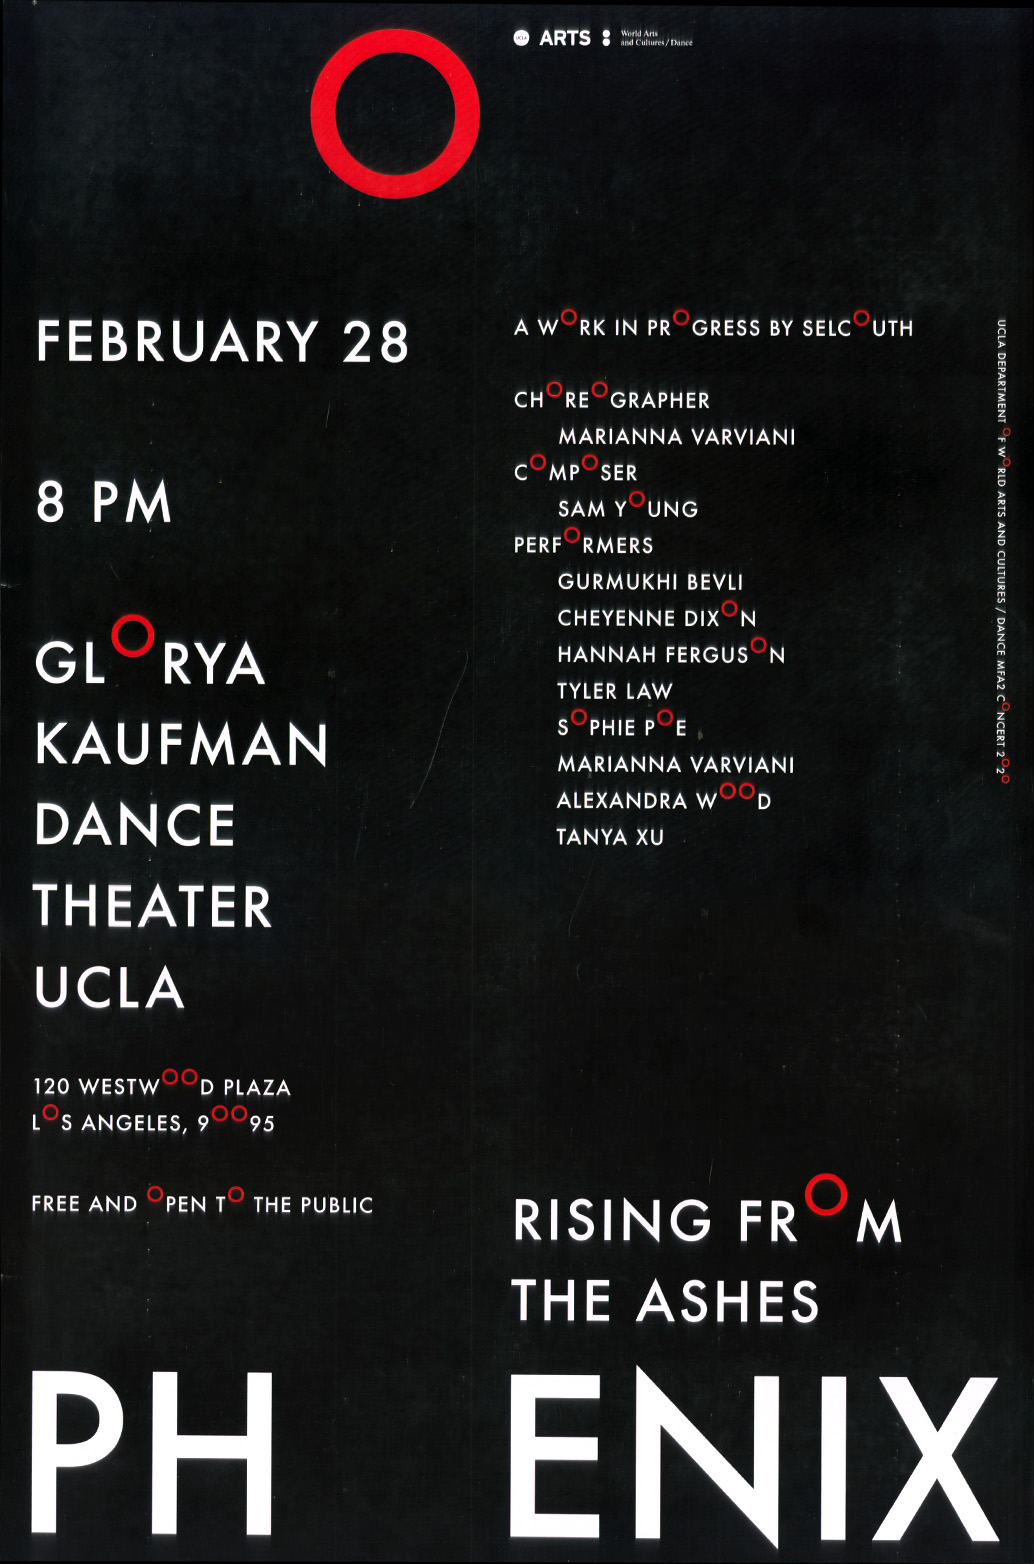 UCLA ARTS World Arts
and Cultures / Dance
FEBRUARY 28
8 PM
GLORYA
KAUFMAN
DANCE
THEATER
UCLA
120 WESTWOOD PLAZA
LOS ANGELES, 90095
FREE AND OPEN TO THE PUBLIC
A WORK IN PROGRESS BY SELCOUTH
CHOREOGRAPHER
MARIANNA VARVIANI
COMPOSER
SAM YOUNG
PERFORMERS
GURMUKHI BEVLI
CHEYENNE DIXON
HANNAH FERGUSON
TYLER LAW
SOPHIE POE
MARIANNA VARVIANI
ALEXANDRA WOOD
TANYA XU
UCLA DEPARTMENT OF WORLD ARTS AND CULTURES / DANCE MFA2 CONCERT 2020
RISING FROM
THE ASHES
PHOENIX